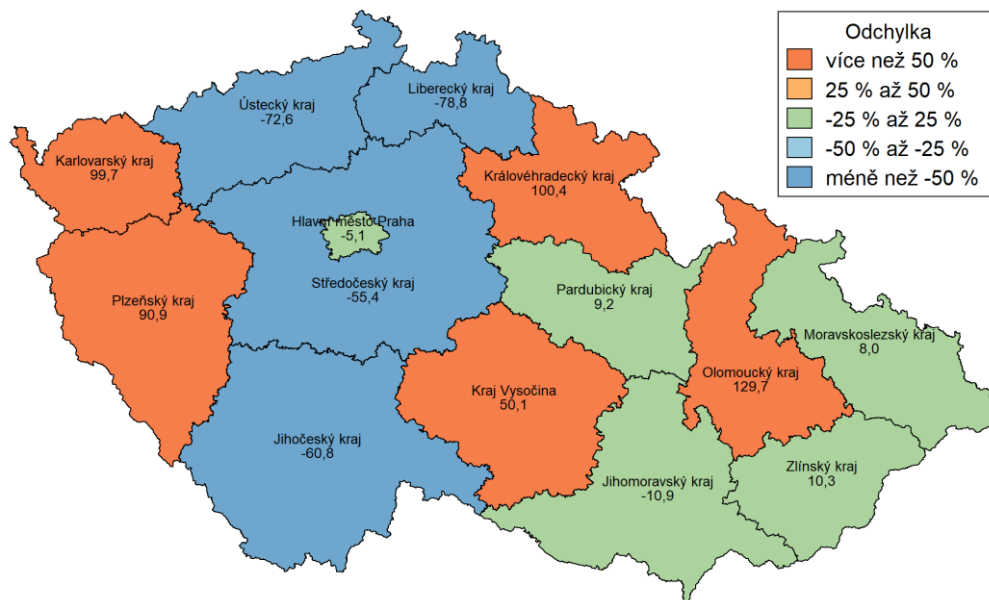 Odchylka
více než 50 %
25 % až 50 %
-25 % až 25 %
-50 % až -25 %
méně než -50 %
Liberecký kraj
-78,8
Ústecký kraj
-72,6
Karlovarský kraj
99,7
Královéhradecký kraj
100,4
Hlavní město Praha
-5,1
Středočeský kraj
-55,4
Pardubický kraj
9,2
Plzeňský kraj
90,9
Moravskoslezský kraj
8,0
Olomoucký kraj
129,7
Kraj Vysočina
50,1
Jihočeský kraj
-60,8
Zlínský kraj
10,3
Jihomoravský kraj
-10,9